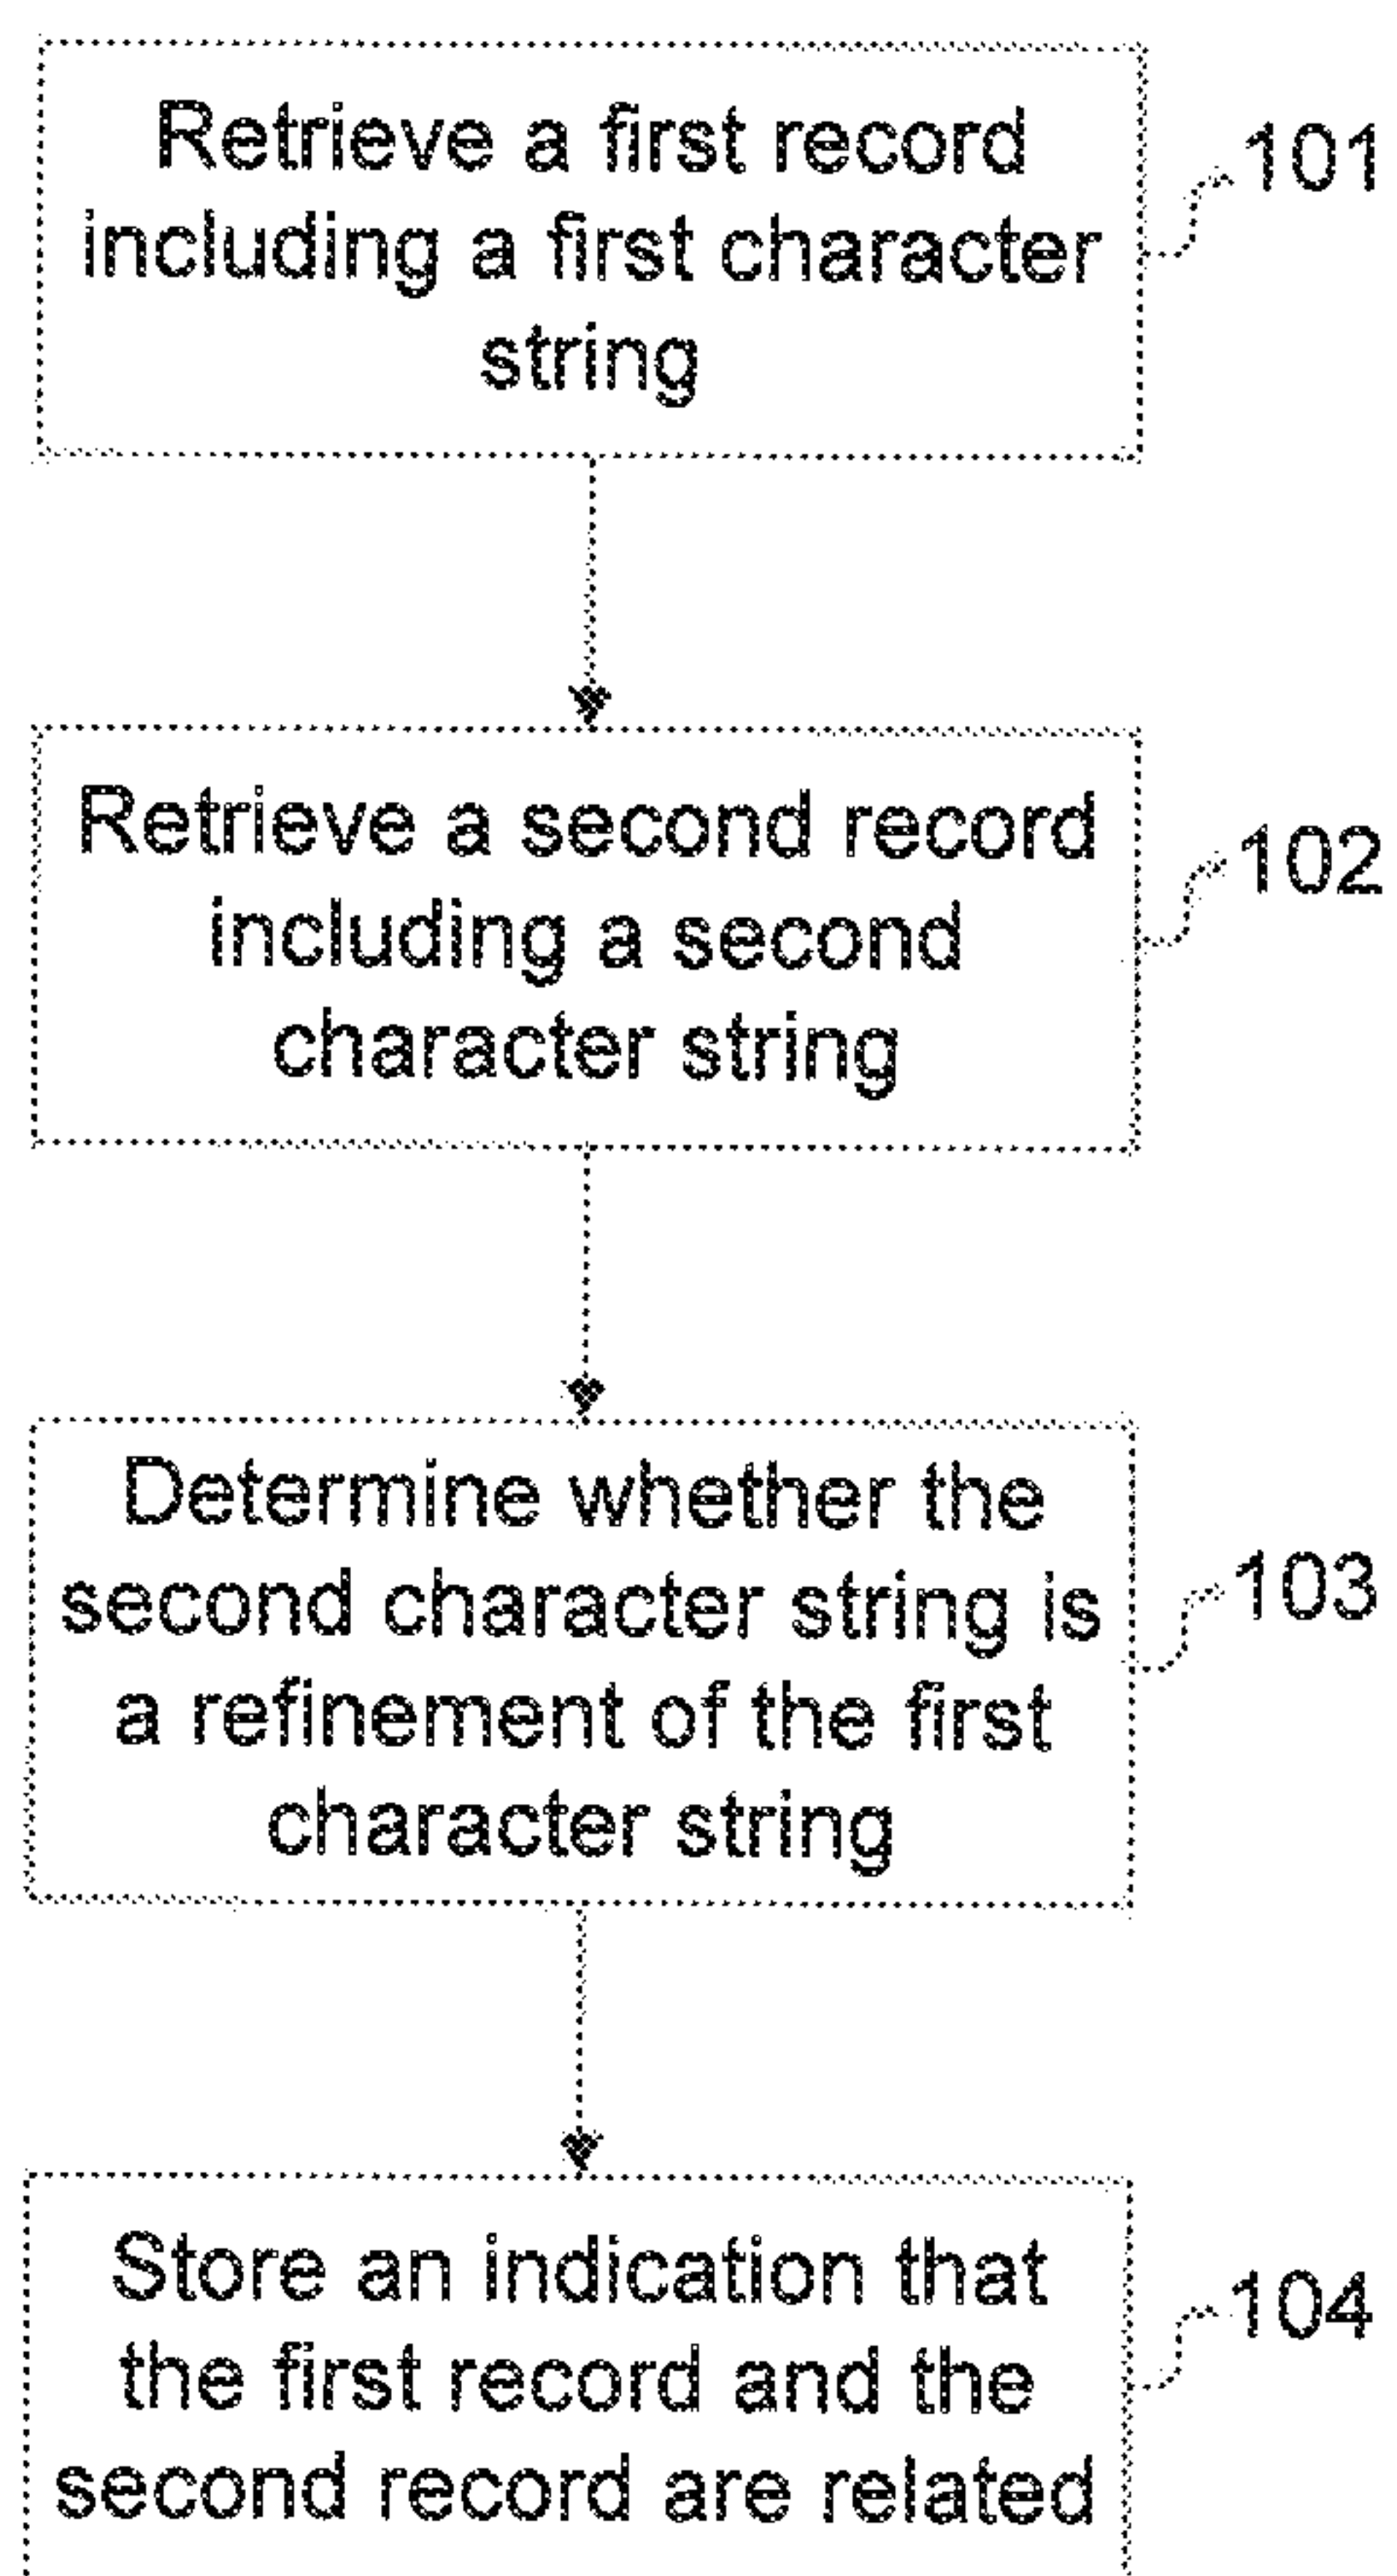 Retrieve a first record
including a first character
string
101
Retrieve a second record
including a second
character string
102
Determine whether the
second character string is
a refinement of the first
character string
103
Store an indication that
the first record and the
second record are related
104